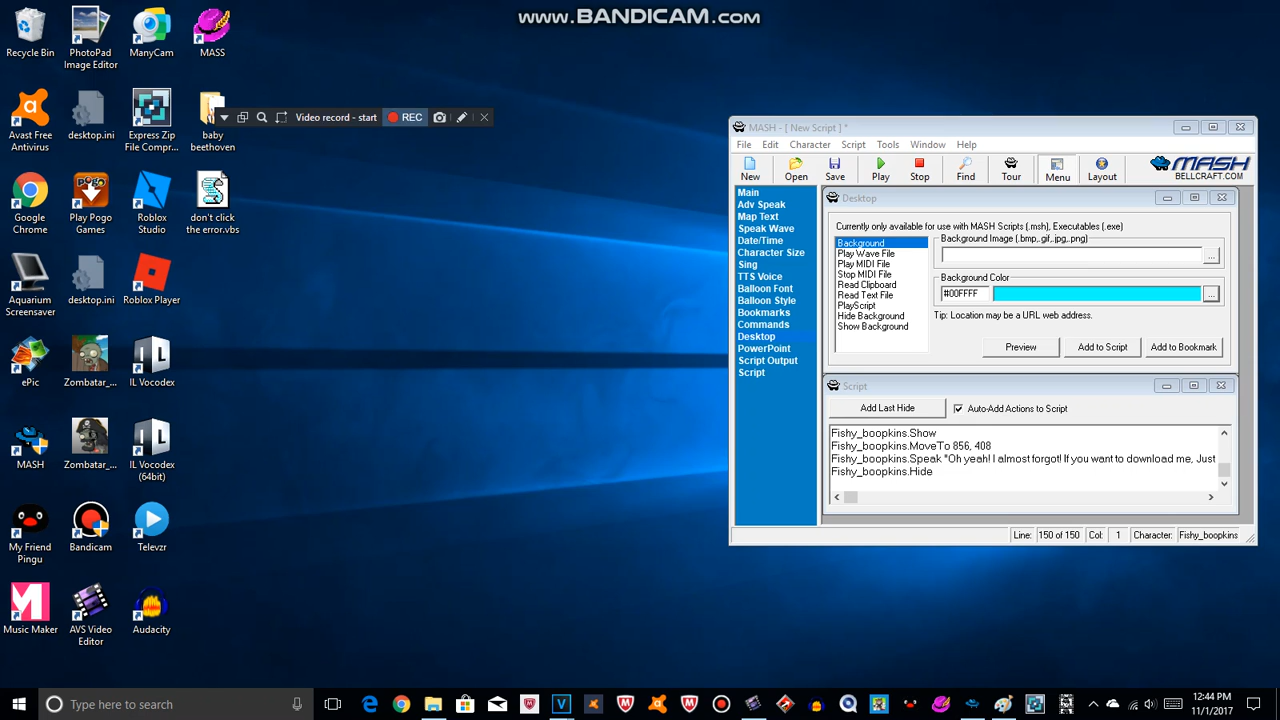 www.BANDICAM.com
Recycle Bin
PhotoPad
Image Editor
ManyCam
MASS
Avast Free
Antivirus
desktop.ini
Express Zip
File Compr...
baby
beethoven
Video record - start
REC
Google
Chrome
Play Pogo
Games
Roblox
Studio
don't click
the error.vbs
Aquarium
Screensaver
desktop.ini
Roblox Player
ePic
Zombatar_...
IL Vocodex
MASH
Zombatar_...
IL Vocodex
(64bit)
My Friend
Pingu
Bandicam
Televzr
Music Maker
AVS Video
Editor
Audacity
MASH - [ New Script ] *
File Edit Character Script Tools Window Help
New Open Save Play Stop Find Tour Menu Layout
MASH
BELLCRAFT.COM
Main
Adv Speak
Map Text
Speak Wave
Date/Time
Character Size
Sing
TTS Voice
Balloon Font
Balloon Style
Bookmarks
Commands
Desktop
PowerPoint
Script Output
Script
Desktop
Currently only available for use with MASH Scripts (.msh), Executables (.exe)
Background
Play Wave File
Play MIDI File
Stop MIDI File
Read Clipboard
Read Text File
PlayScript
Hide Background
Show Background
Background Image (.bmp,.gif,.jpg,.png)
...
Background Color
#00FFFF
...
Tip: Location may be a URL web address.
Preview
Add to Script
Add to Bookmark
Script
Add Last Hide
Auto-Add Actions to Script
Fishy_boopkins.Show
Fishy_boopkins.MoveTo 856, 408
Fishy_boopkins.Speak "Oh yeah! I almost forgot! If you want to download me, Just
Fishy_boopkins.Hide
Line: 150 of 150 Col: 1 Character: Fishy_boopkins
Type here to search
12:44 PM
11/1/2017